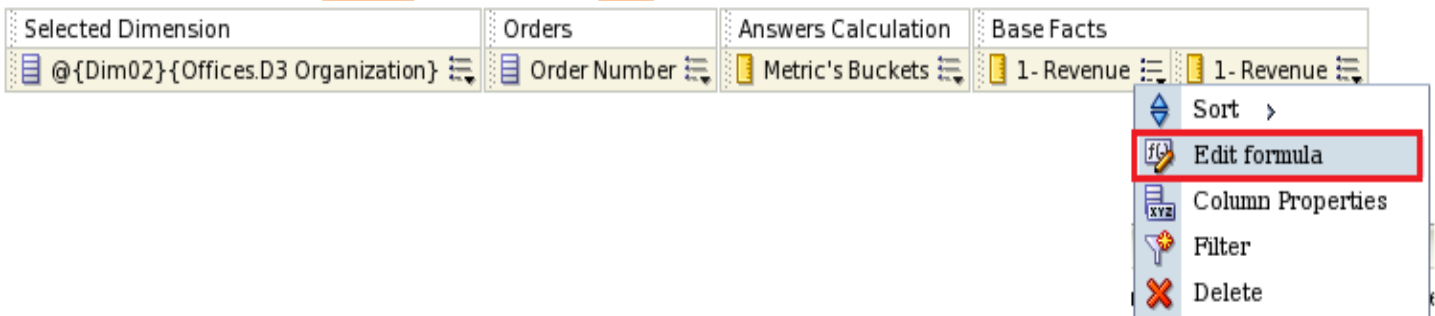 Selected Dimension Orders Answers Calculation Base Facts
@{Dim02}{Offices.D3 Organization} Order Number Metric's Buckets 1- Revenue 1- Revenue
Sort
f(.) Edit formula
XYZ Column Properties
Filter
Delete